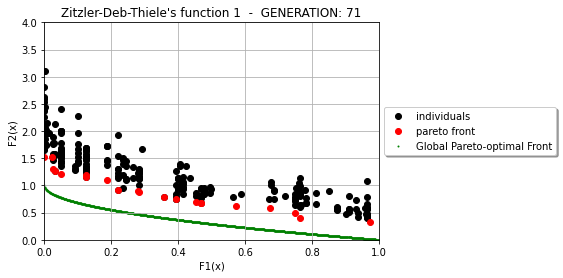 Zitzler-Deb-Thiele's function 1 - GENERATION: 71
4.0
3.5
3.0
2.5
2.0
1.5
1.0
0.5
0.0
F2(x)
0.0 0.2 0.4 0.6 0.8 1.0
F1(x)
individuals
pareto front
Global Pareto-optimal Front